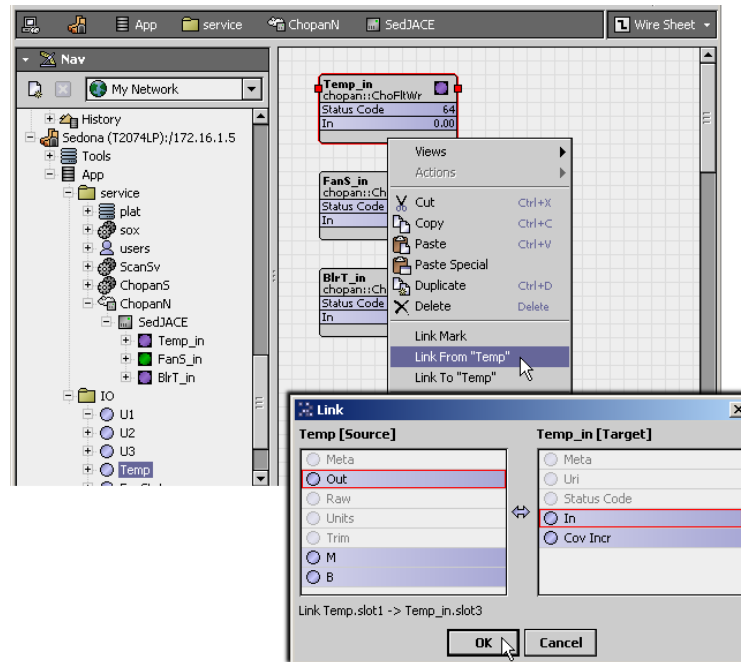 App service ChopanN SedJACE Wire Sheet
Nav
My Network
History
Sedona (T2074LP):/172.16.1.5
Tools
App
service
plat
sox
users
ScanSv
ChopanS
ChopanN
SedJACE
Temp_in
FanS_in
BlrT_in
IO
U1
U2
U3
Temp
Temp_in
chopan::ChoFltWr
Status Code 64
In 0.00
FanS_in
chopan::Ch
Status Code
In
BlrT_in
chopan::Ch
Status Code
In
Views
Actions
Cut Ctrl+X
Copy Ctrl+C
Paste Ctrl+V
Paste Special
Duplicate Ctrl+D
Delete Delete
Link Mark
Link From "Temp"
Link To "Temp"
Link
Temp [Source]
Meta
Out
Raw
Units
Trim
M
B
Temp_in [Target]
Meta
Uri
Status Code
In
Cov Incr
Link Temp.slot1 -> Temp_in.slot3
OK Cancel